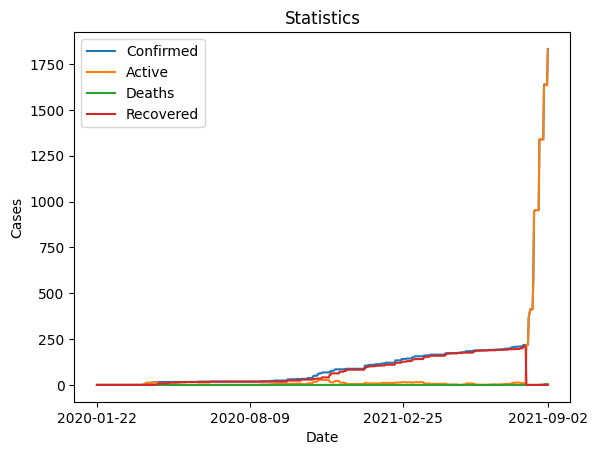 Statistics
Confirmed
Active
Deaths
Recovered
1750
1500
1250
1000
750
500
250
0
Cases
2020-01-22
2020-08-09
2021-02-25
2021-09-02
Date